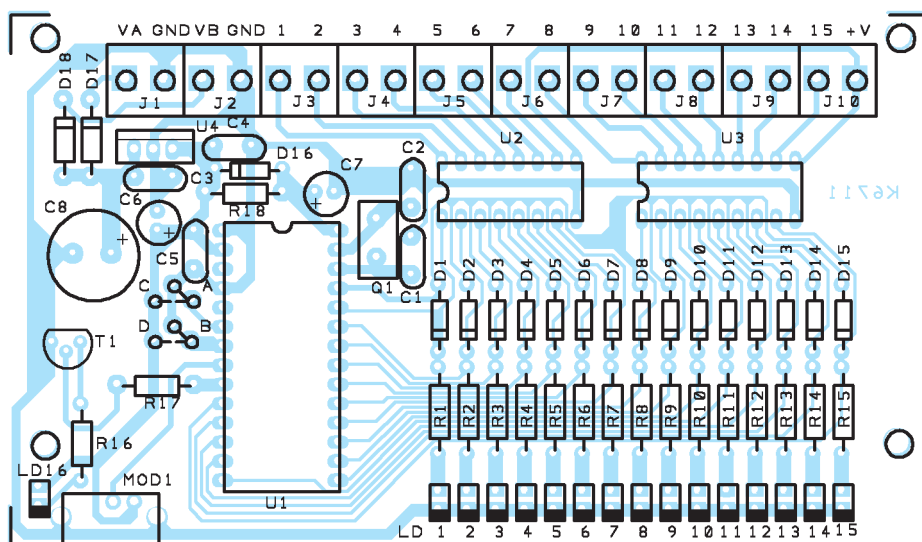 VA GND VB GND 1 2 3 4 5 6 7 8 9 10 11 12 13 14 15 +V
J1 J2 J3 J4 J5 J6 J7 J8 J9 J10
D18 D17
U4 C4 U2 U3
D16 C7 C2
C3
C6 R18
K6711
C8 + + +
C5
Q1 C1
C A
D B
T1
D1 D2 D3 D4 D5 D6 D7 D8 D9 D10 D11 D12 D13 D14 D15
R17
R1 R2 R3 R4 R5 R6 R7 R8 R9 R10 R11 R12 R13 R14 R15
R16
LD16 MOD1
U1
LD 1 2 3 4 5 6 7 8 9 10 11 12 13 14 15